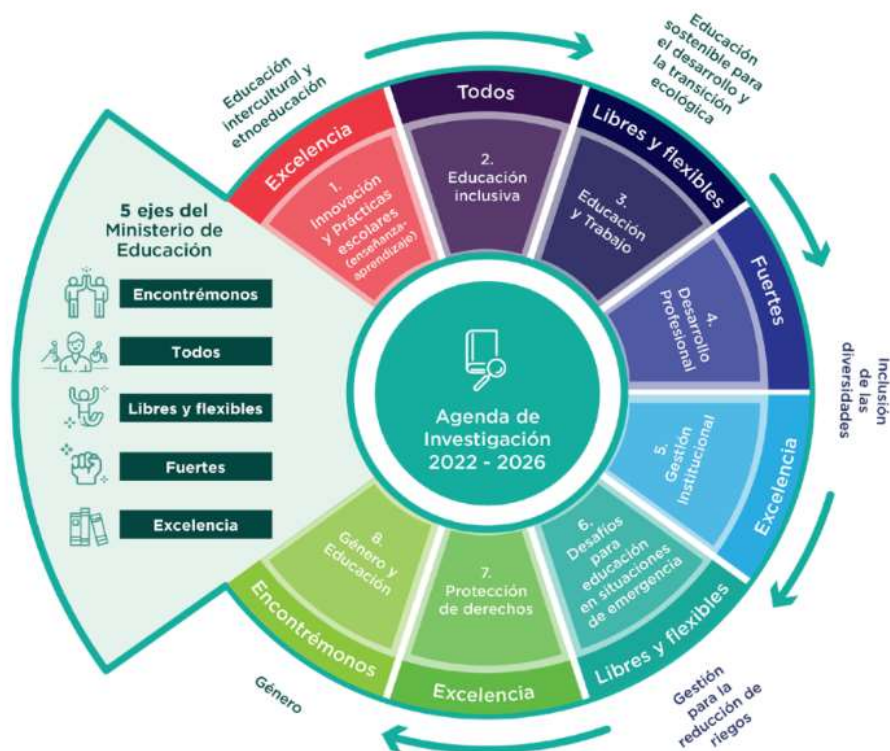 Educación
intercultural y
etnoeducación
Educación
sostenible para
el desarrollo y
la transición
ecológica
Inclusión
de las
diversidades
Gestión
para la
reducción de
riegos
Género
5 ejes del
Ministerio de
Educación
Encontrémonos
Todos
Libres y flexibles
Fuertes
Excelencia
Excelencia
1.
Innovación
y Prácticas
escolares
(enseñanza-
aprendizaje)
Todos
2.
Educación
inclusiva
Libres y flexibles
3.
Educación
y Trabajo
Fuertes
4.
Desarrollo
Profesional
Excelencia
5.
Gestión
Institucional
Libres y flexibles
6.
Desafíos
para
educación
en situaciones
de emergencia
Excelencia
7.
Protección
de derechos
Encontrémonos
8.
Género y
Educación
Agenda de
Investigación
2022 - 2026